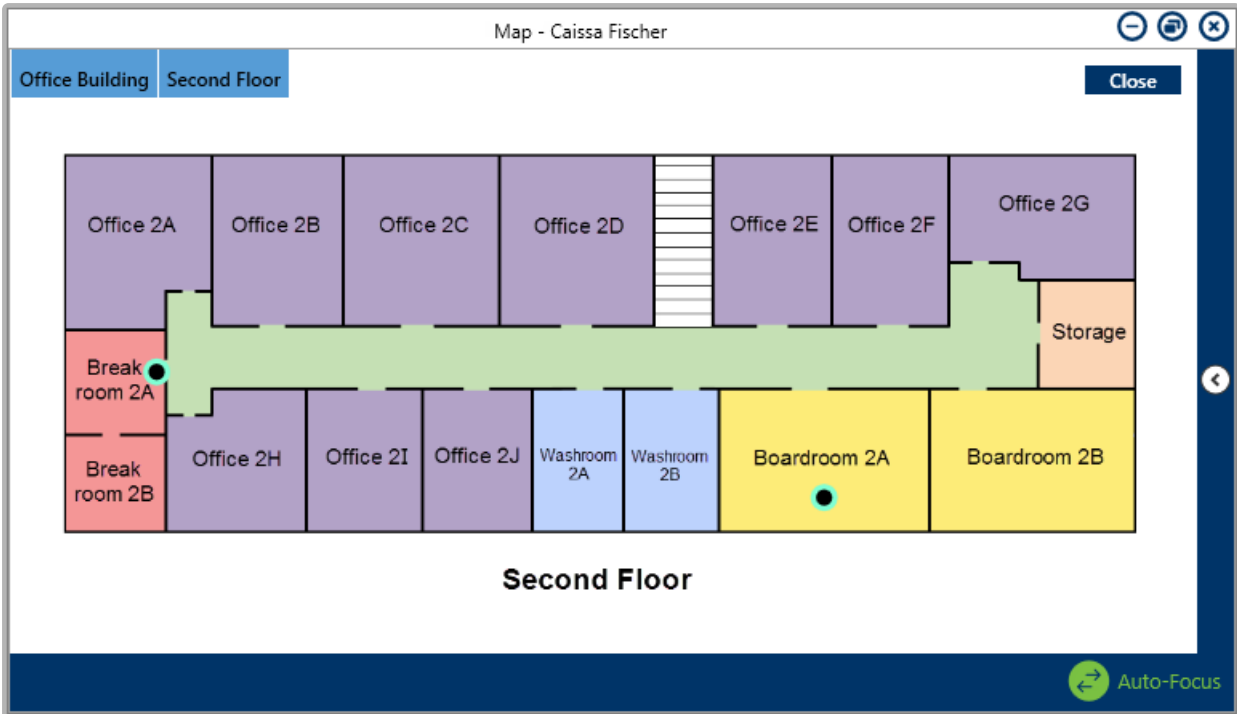 Map - Caissa Fischer
Office Building
Second Floor
Close
Office 2A
Office 2B
Office 2C
Office 2D
Office 2E
Office 2F
Office 2G
Storage
Break
room 2A
Break
room 2B
Office 2H
Office 2I
Office 2J
Washroom
2A
Washroom
2B
Boardroom 2A
Boardroom 2B
Second Floor
Auto-Focus